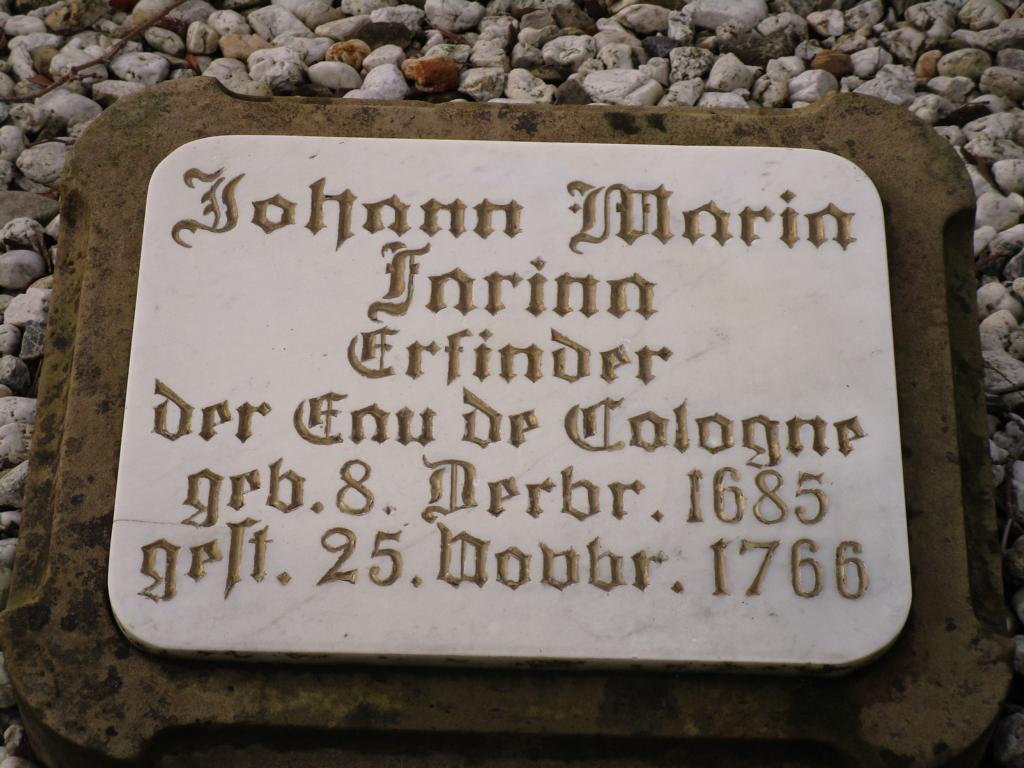 Johann Maria
Farina
Erfinder
der Eau de Cologne
geb. 8. Decbr. 1685
gest. 25. Novbr. 1766